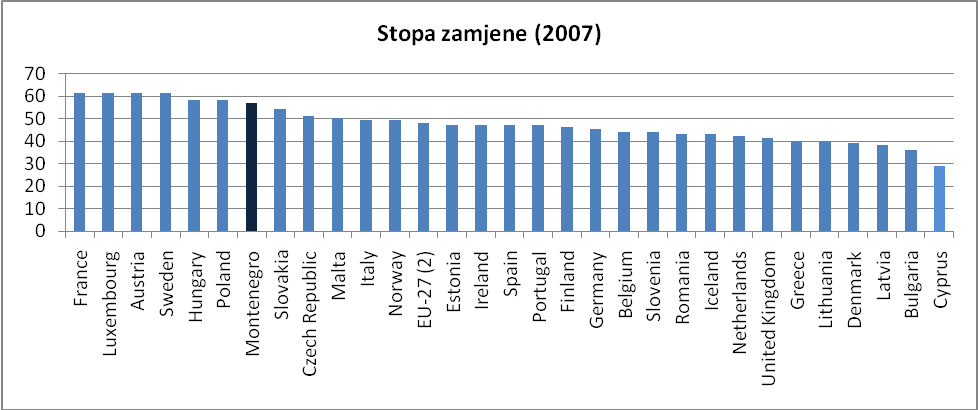 Stopa zamjene (2007)
70
60
50
40
30
20
10
0
France
Luxembourg
Austria
Sweden
Hungary
Poland
Montenegro
Slovakia
Czech Republic
Malta
Italy
Norway
EU-27 (2)
Estonia
Ireland
Spain
Portugal
Finland
Germany
Belgium
Slovenia
Romania
Iceland
Netherlands
United Kingdom
Greece
Lithuania
Denmark
Latvia
Bulgaria
Cyprus